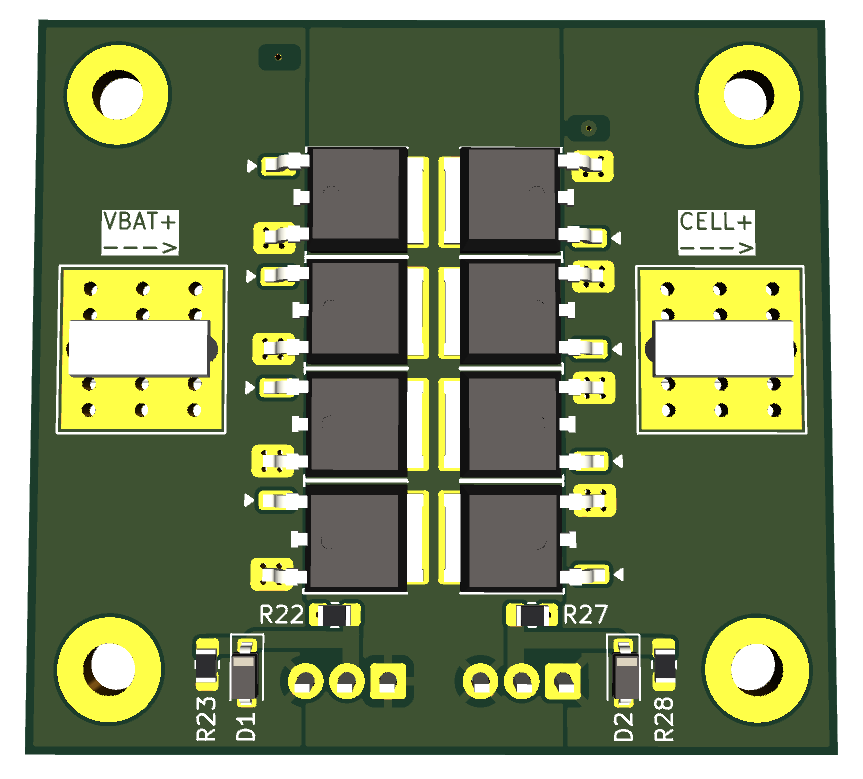 VBAT+
--->
CELL+
--->
R22
R27
R23
D1
D2
R28